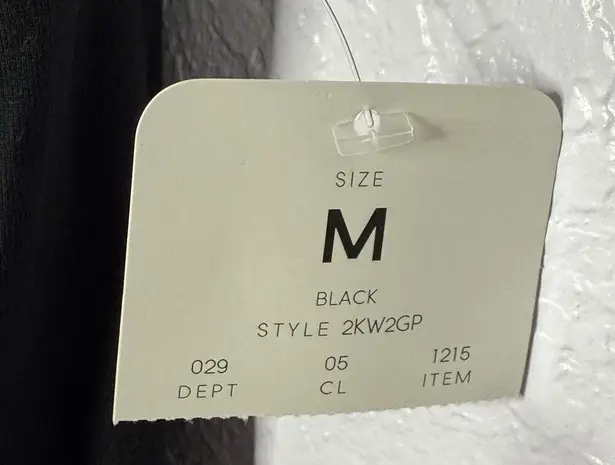 SIZE
M
BLACK
STYLE 2KW2GP
029 05 1215
DEPT CL ITEM